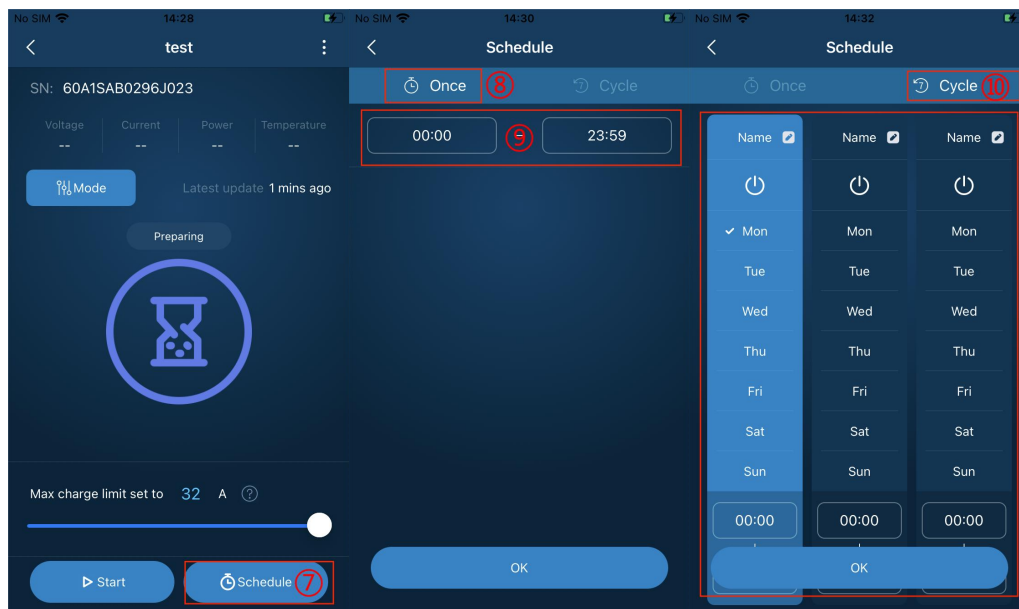 No SIM 14:28
test
SN: 60A1SAB0296J023
Voltage Current Power Temperature
-- -- -- --
Mode Latest update 1 mins ago
Preparing
Max charge limit set to 32 A ?
Start Schedule ⑦
No SIM 14:30
Schedule
Once ⑧ 7 Cycle
00:00 ⑨ 23:59
OK
No SIM 14:32
Schedule
Once 7 Cycle ⑩
Name Name Name
Mon Mon Mon
Tue Tue Tue
Wed Wed Wed
Thu Thu Thu
Fri Fri Fri
Sat Sat Sat
Sun Sun Sun
00:00 00:00 00:00
OK